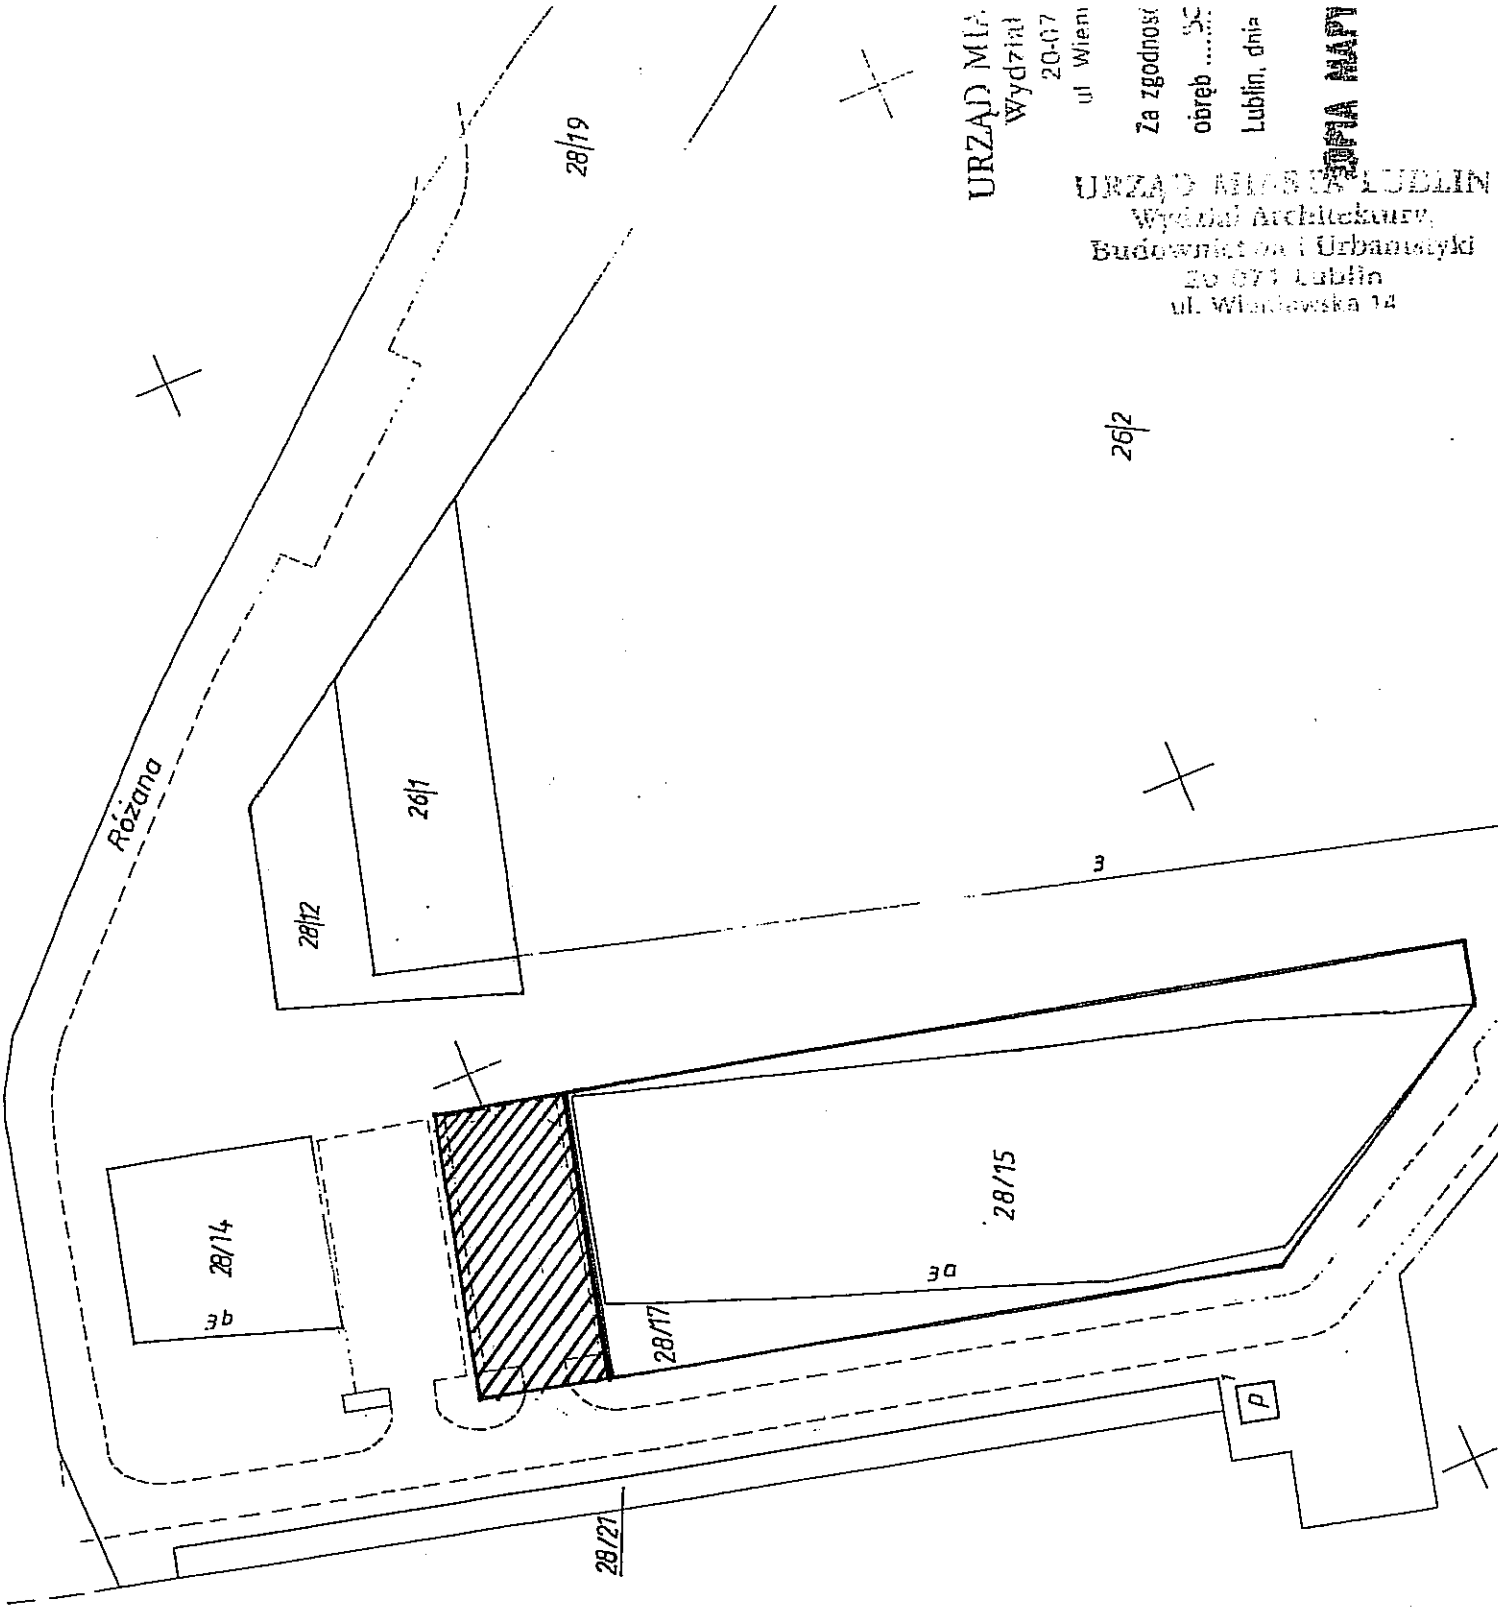 URZĄD MIA
Wydział
20-07
ul Wien
Za zgodność
obręb
Lublin, dnia
MAPY
URZĄD MIASTA LUBLIN
Wydział Architektury,
Budownictwa i Urbanistyki
20 071 Lublin
ul. Wieniawska 14
28/19
26/2
Różana
26/1
28/12
3
28/14
3b
28/15
3a
28/17
28/21
p